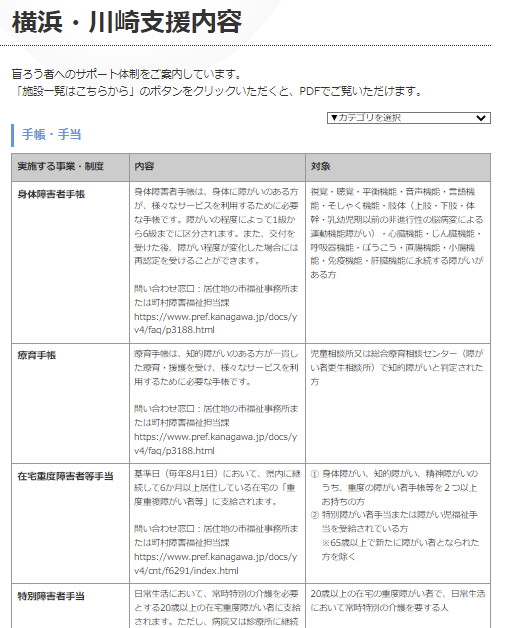 横浜・川崎支援内容
盲ろう者へのサポート体制をご案内しています。
「施設一覧はこちらから」のボタンをクリックいただくと、PDFでご覧いただけます。
▼カテゴリを選択
手帳・手当
実施する事業・制度
内容
対象
身体障害者手帳
身体障害者手帳は、身体に障がいのある方
が、様々なサービスを利用するために必要
な手帳です。障がいの程度によって1級か
ら6級までに区分されます。また、交付を
受けた後、障がい程度が変化した場合には
再認定を受けることができます。
問い合わせ窓口：居住地の市福祉事務所ま
たは町村障害福祉担当課
https://www.pref.kanagawa.jp/docs/y
v4/faq/p3188.html
視覚・聴覚・平衡機能・音声機能・言語機
能・そしゃく機能・肢体（上肢・下肢・体
幹・乳幼児期以前の非進行性の脳病変による
運動機能障がい）・心臓機能・じん臓機能・
呼吸器機能・ぼうこう・直腸機能・小腸機
能・免疫機能・肝臓機能に永続する障がいが
ある方
療育手帳
療育手帳は、知的障がいのある方が一貫し
た療育・援護を受け、様々なサービスを利
用するために必要な手帳です。
問い合わせ窓口：居住地の市福祉事務所ま
たは町村障害福祉担当課
https://www.pref.kanagawa.jp/docs/y
v4/faq/p3188.html
児童相談所又は総合療育相談センター（障が
い者更生相談所）で知的障がいと判定された
方
在宅重度障害者等手当
基準日（毎年8月1日）において、県内に継
続して6か月以上居住している在宅の「重
度重複障がい者等」に支給されます。
問い合わせ窓口：居住地の市福祉事務所ま
たは町村障害福祉担当課
https://www.pref.kanagawa.jp/docs/y
v4/cnt/f6291/index.html
① 身体障がい、知的障がい、精神障がいの
うち、重度の障がい者手帳等を２つ以上
お持ちの方
② 特別障がい者手当または障がい児福祉手
当を受給されている方
※65歳以上で新たに障がい者となられた
方を除く
特別障害者手当
日常生活において、常時特別の介護を必要
とする20歳以上の在宅重度障がい者に支給
されます。ただし、病院又は診療所に継続
20歳以上の在宅の重度障がい者で、日常生活
において常時特別の介護を要する人